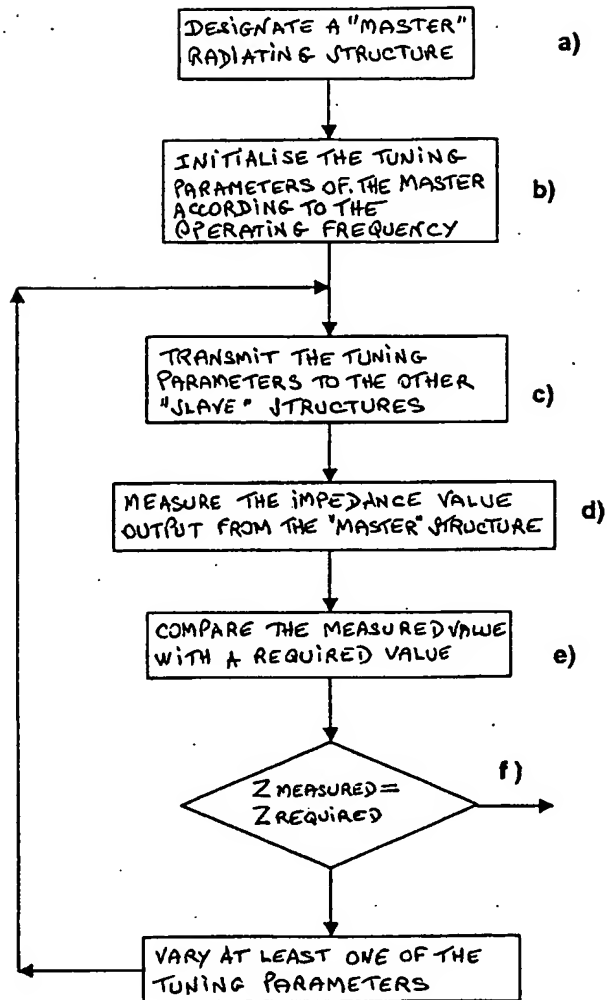 DESIGNATE A "MASTER"
RADIATING STRUCTURE
a)
INITIALISE THE TUNING
PARAMETERS OF THE MASTER
ACCORDING TO THE
OPERATING FREQUENCY
b)
TRANSMIT THE TUNING
PARAMETERS TO THE OTHER
"SLAVE" STRUCTURES
c)
MEASURE THE IMPEDANCE VALUE
OUTPUT FROM THE "MASTER" STRUCTURE
d)
COMPARE THE MEASURED VALUE
WITH A REQUIRED VALUE
e)
f)
Z MEASURED =
Z REQUIRED
VARY AT LEAST ONE OF THE
TUNING PARAMETERS